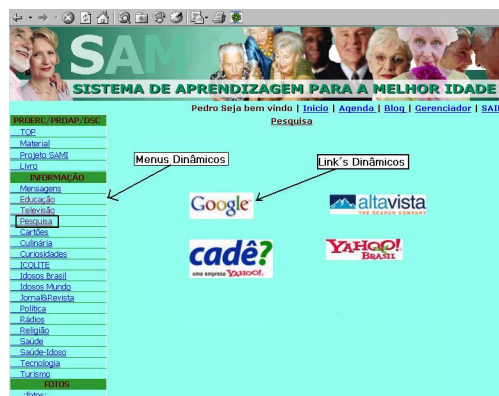 SAMI
SISTEMA DE APRENDIZAGEM PARA A MELHOR IDADE
Pedro Seja bem vindo | Inicio | Agenda | Blog | Gerenciador | SAI
Pesquisa
PROERC/PROAP/DSC
TOP
Material
Projeto SAMI
Livro
INFORMAÇÃO
Mensagens
Educação
Televisão
Pesquisa
Cartões
Culinária
Curiosidades
ICQLITE
Idosos Brasil
Idosos Mundo
Jornal&Revista
Política
Rádios
Religião
Saúde
Saúde-Idoso
Tecnologia
Turismo
FOTOS
:fotos:
Menus Dinâmicos
Link´s Dinâmicos
Google
altavista
THE SEARCH COMPANY
cadê?
uma empresa YAHOO!
YAHOO!
BRASIL